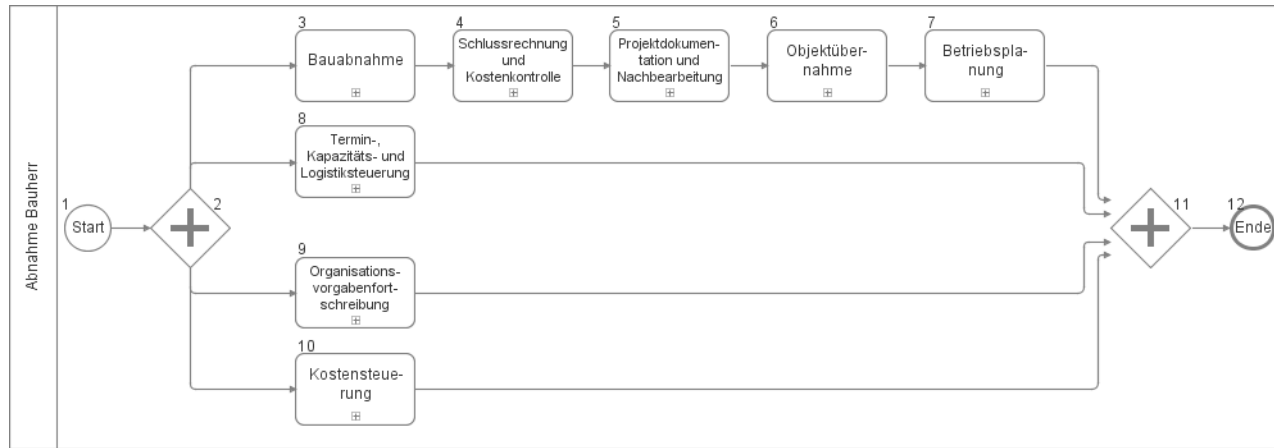 Abnahme Bauherr
1
Start
2
3
Bauabnahme
4
Schlussrechnung
und
Kostenkontrolle
5
Projektdokumen-
tation und
Nachbearbeitung
6
Objektüber-
nahme
7
Betriebspla-
nung
8
Termin-,
Kapazitäts- und
Logistiksteuerung
9
Organisations-
vorgabenfort-
schreibung
10
Kostensteue-
rung
11
12
Ende